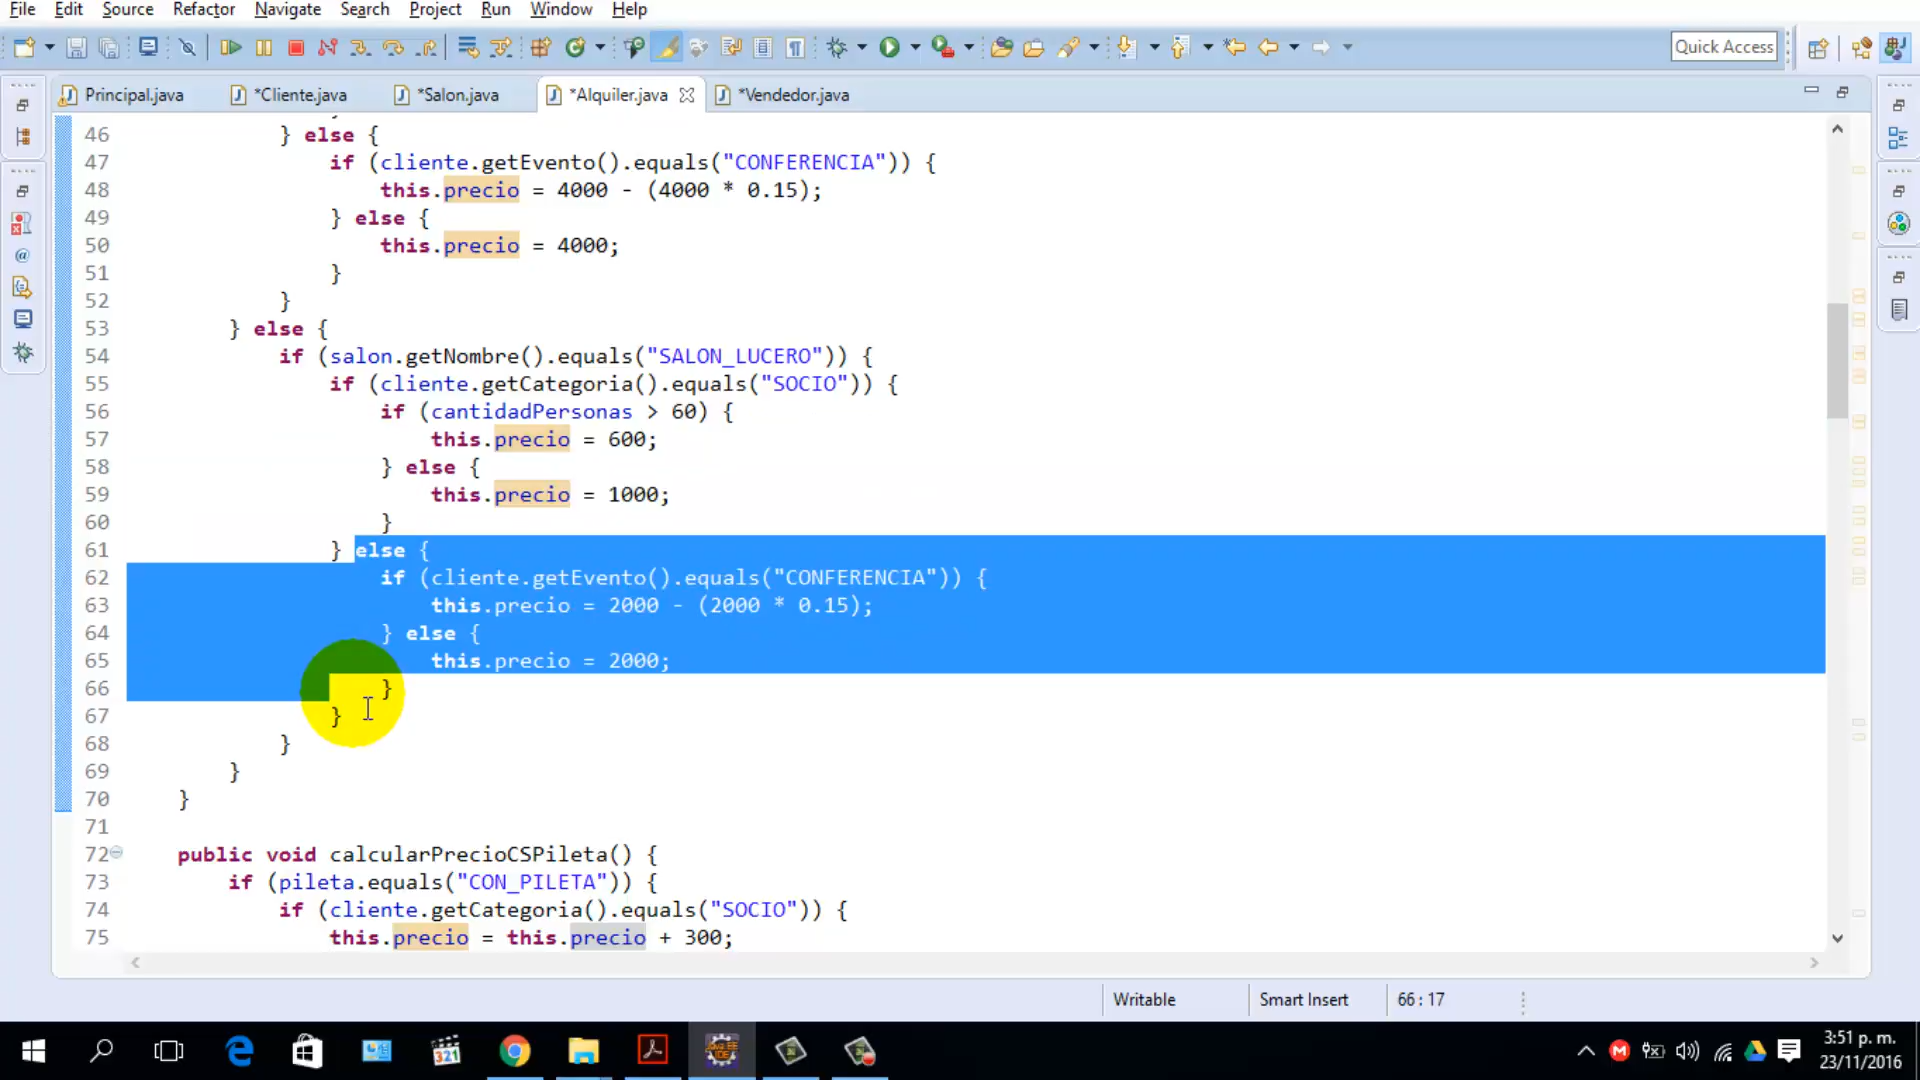 File Edit Source Refactor Navigate Search Project Run Window Help
Quick Access
Principal.java *Cliente.java *Salon.java *Alquiler.java *Vendedor.java
46 } else {
47 if (cliente.getEvento().equals("CONFERENCIA")) {
48 this.precio = 4000 - (4000 * 0.15);
49 } else {
50 this.precio = 4000;
51 }
52 }
53 } else {
54 if (salon.getNombre().equals("SALON_LUCERO")) {
55 if (cliente.getCategoria().equals("SOCIO")) {
56 if (cantidadPersonas > 60) {
57 this.precio = 600;
58 } else {
59 this.precio = 1000;
60 }
61 } else {
62 if (cliente.getEvento().equals("CONFERENCIA")) {
63 this.precio = 2000 - (2000 * 0.15);
64 } else {
65 this.precio = 2000;
66 }
67 }
68 }
69 }
70 }
71
72 public void calcularPrecioCSPileta() {
73 if (pileta.equals("CON_PILETA")) {
74 if (cliente.getCategoria().equals("SOCIO")) {
75 this.precio = this.precio + 300;
Writable Smart Insert 66 : 17
3:51 p. m.
23/11/2016